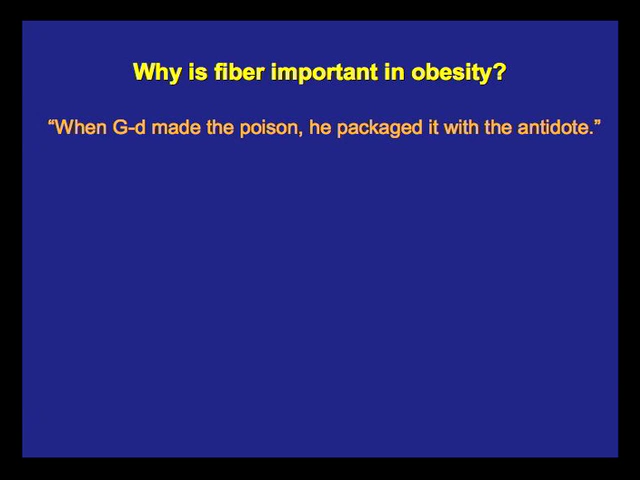 Why is fiber important in obesity?
“When G-d made the poison, he packaged it with the antidote.”